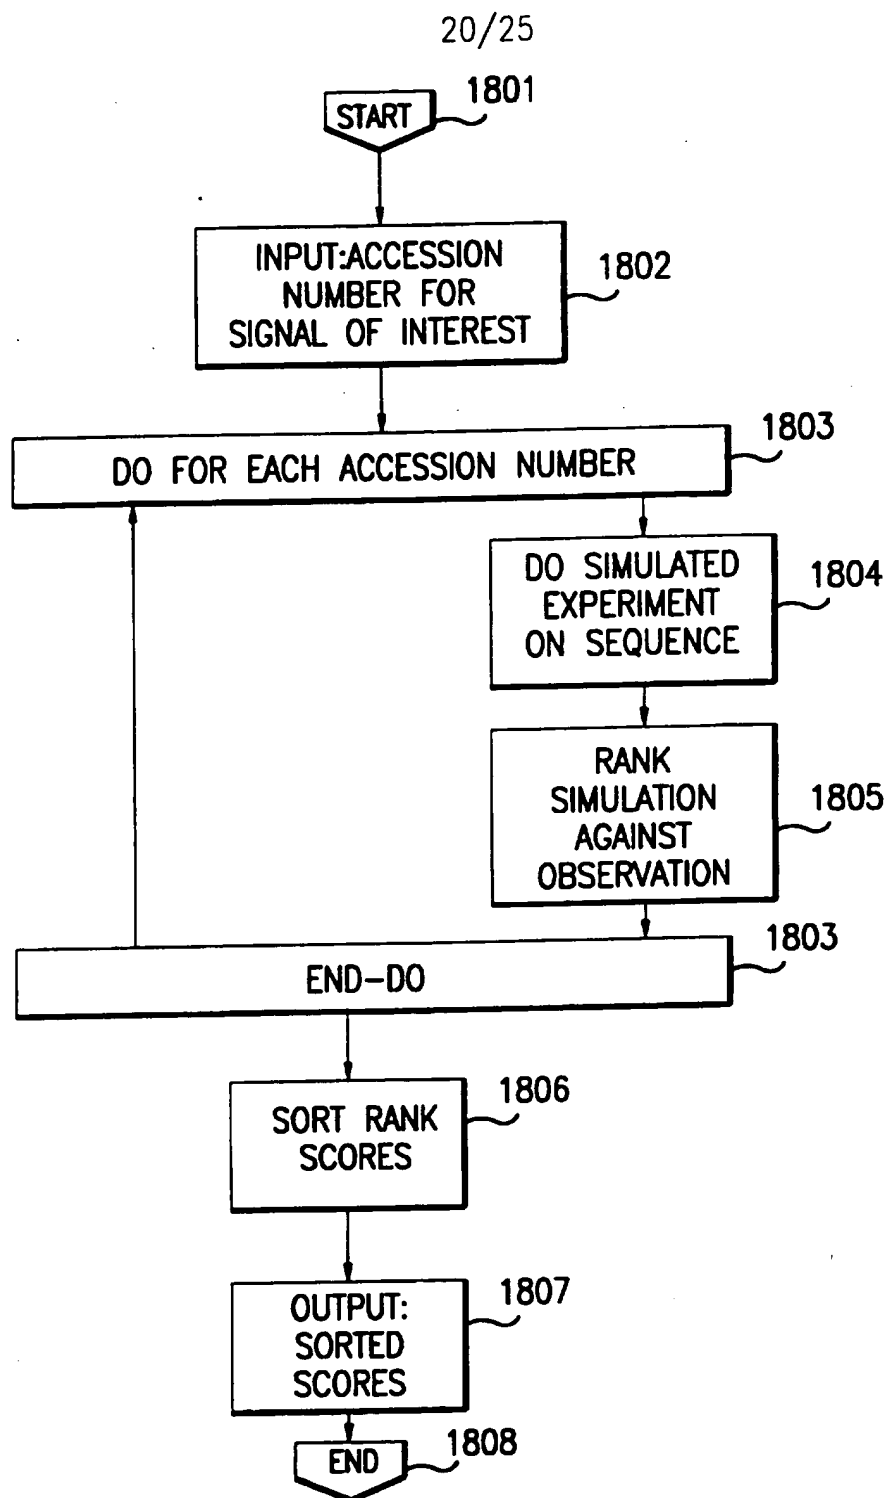 20/25
1801
START
INPUT:ACCESSION
NUMBER FOR
SIGNAL OF INTEREST
1802
1803
DO FOR EACH ACCESSION NUMBER
DO SIMULATED
EXPERIMENT
ON SEQUENCE
1804
RANK
SIMULATION
AGAINST
OBSERVATION
1805
1803
END-DO
1806
SORT RANK
SCORES
1807
OUTPUT:
SORTED
SCORES
1808
END